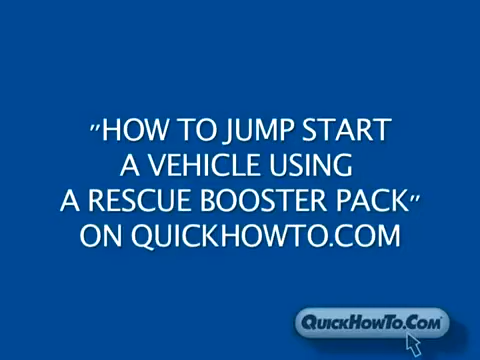 "HOW TO JUMP START
A VEHICLE USING
A RESCUE BOOSTER PACK"
ON QUICKHOWTO.COM
QUICKHOWTO.COM